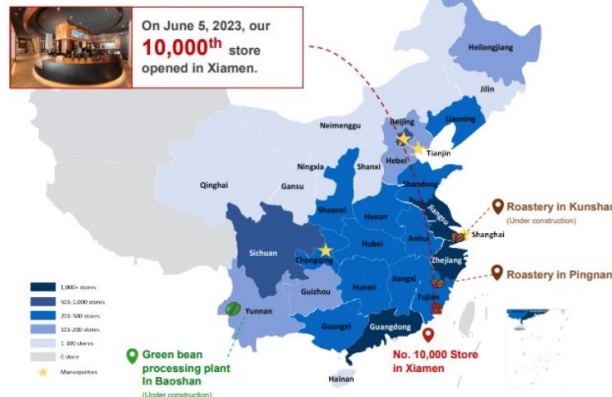 On June 5, 2023, our
10,000th store
opened in Xiamen.
Heilongjiang
Jilin
Liaoning
Neimenggu
Beijing
Tianjin
Hebei
Ningxia
Shanxi
Qinghai
Gansu
Shandong
Shaanxi
Henan
Jiangsu
Roastery in Kunshan
(Under construction)
Shanghai
Anhui
Hubei
Sichuan
Chongqing
Zhejiang
Roastery in Pingnan
Hunan
Jiangxi
Fujian
Guizhou
Yunnan
Guangxi
Guangdong
Hainan
1,000+ stores
501-1,000 stores
201-500 stores
101-200 stores
1-100 stores
0 store
Municipalities
Green bean
processing plant
In Baoshan
(Under construction)
No. 10,000 Store
in Xiamen